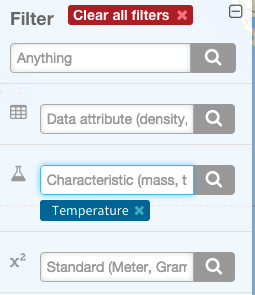 Filter
Clear all filters ×
Anything
Data attribute (density,
Characteristic (mass, t
Temperature ×
x²
Standard (Meter, Gram